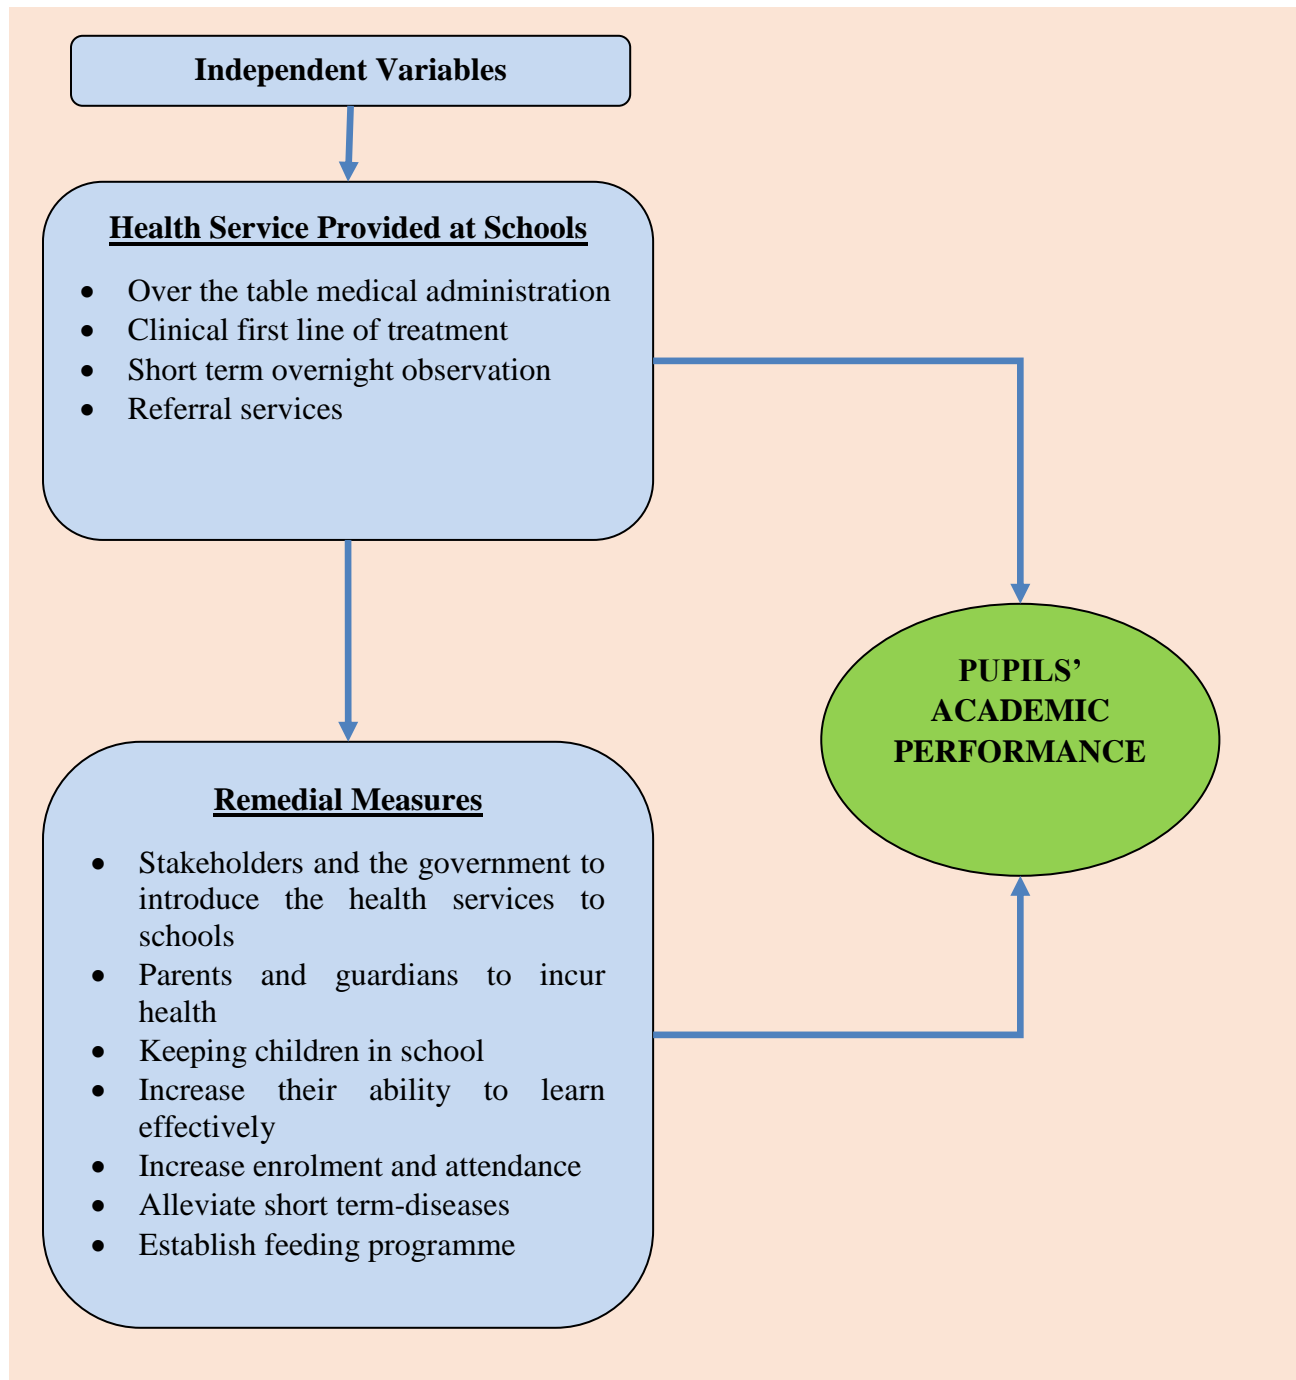 Independent Variables
Health Service Provided at Schools
• Over the table medical administration
• Clinical first line of treatment
• Short term overnight observation
• Referral services
PUPILS’
ACADEMIC
PERFORMANCE
Remedial Measures
• Stakeholders and the government to
introduce the health services to
schools
• Parents and guardians to incur
health
• Keeping children in school
• Increase their ability to learn
effectively
• Increase enrolment and attendance
• Alleviate short term-diseases
• Establish feeding programme